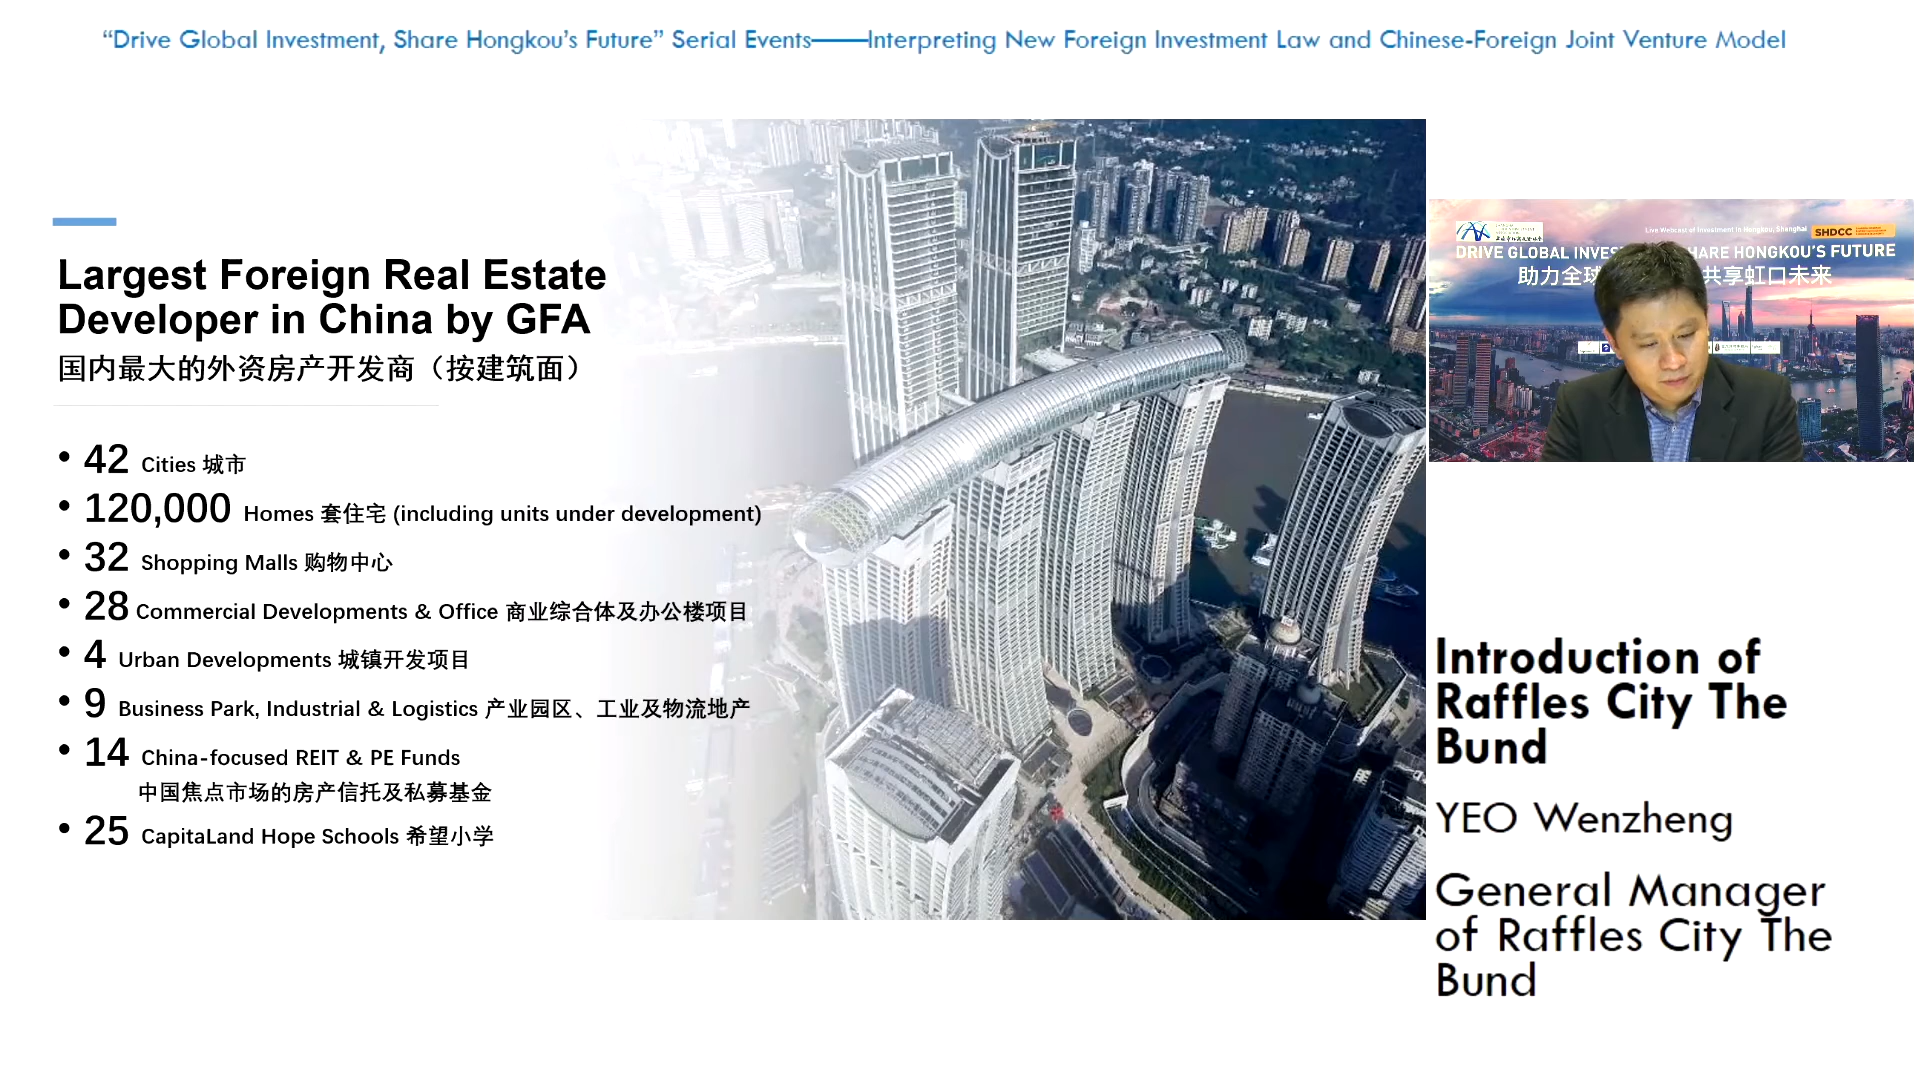 “Drive Global Investment, Share Hongkou’s Future” Serial Events——Interpreting New Foreign Investment Law and Chinese-Foreign Joint Venture Model
Largest Foreign Real Estate
Developer in China by GFA
国内最大的外资房产开发商（按建筑面）
• 42 Cities 城市
• 120,000 Homes 套住宅 (including units under development)
• 32 Shopping Malls 购物中心
• 28 Commercial Developments & Office 商业综合体及办公楼项目
• 4 Urban Developments 城镇开发项目
• 9 Business Park, Industrial & Logistics 产业园区、工业及物流地产
• 14 China-focused REIT & PE Funds
中国焦点市场的房产信托及私募基金
• 25 CapitaLand Hope Schools 希望小学
Live Webcast of Investment in Hongkou, Shanghai
SHDCC
DRIVE GLOBAL INVES HARE HONGKOU’S FUTURE
助力全球 共享虹口未来
Introduction of
Raffles City The
Bund
YEO Wenzheng
General Manager
of Raffles City The
Bund